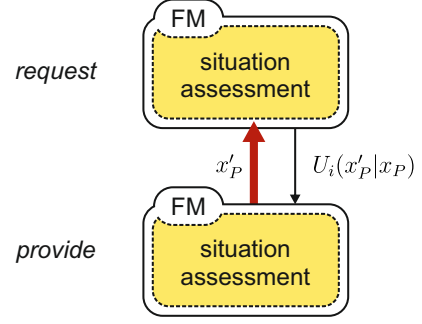 FM
request
situation
assessment
x′_P
U_i(x′_P|x_P)
FM
provide
situation
assessment